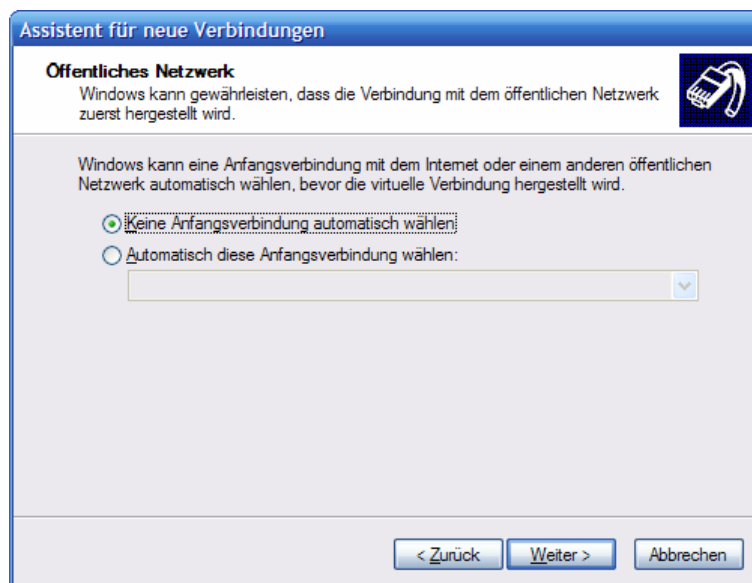 Assistent für neue Verbindungen
Öffentliches Netzwerk
Windows kann gewährleisten, dass die Verbindung mit dem öffentlichen Netzwerk
zuerst hergestellt wird.
Windows kann eine Anfangsverbindung mit dem Internet oder einem anderen öffentlichen
Netzwerk automatisch wählen, bevor die virtuelle Verbindung hergestellt wird.
Keine Anfangsverbindung automatisch wählen
Automatisch diese Anfangsverbindung wählen:
< Zurück Weiter > Abbrechen